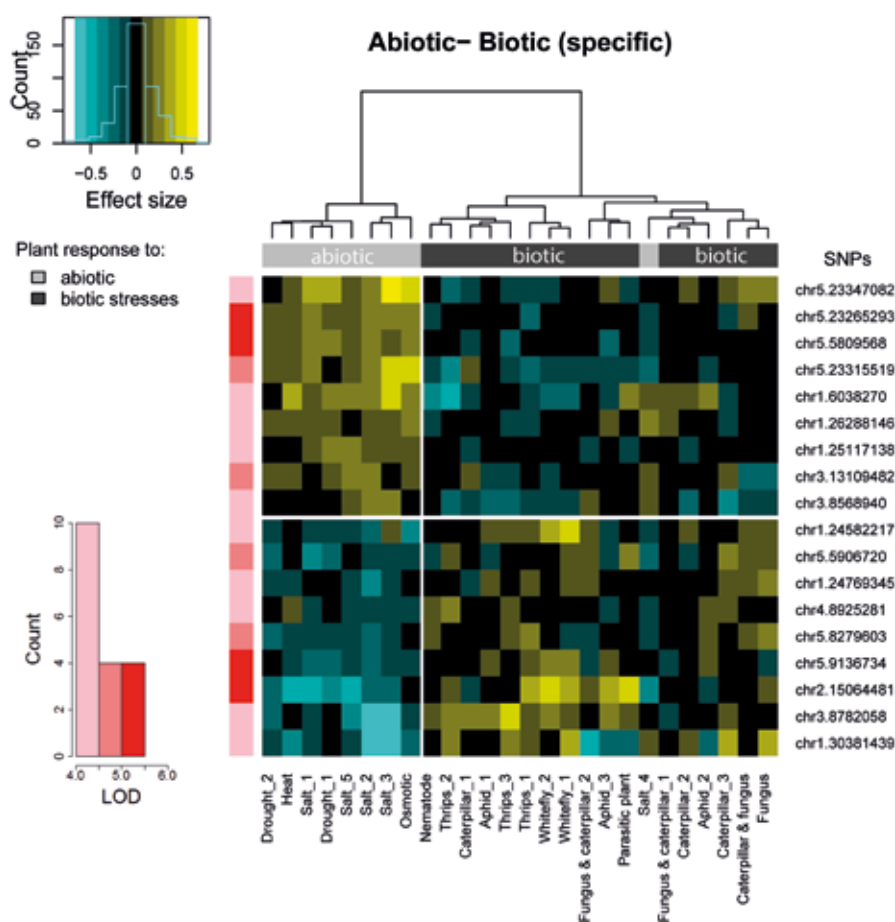 Abiotic− Biotic (specific)
Count
0
50
150
−0.5
0
0.5
Effect size
Plant response to:
abiotic
biotic stresses
abiotic
biotic
biotic
SNPs
chr5.23347082
chr5.23265293
chr5.5809568
chr5.23315519
chr1.6038270
chr1.26288146
chr1.25117138
chr3.13109482
chr3.8568940
chr1.24582217
chr5.5906720
chr1.24769345
chr4.8925281
chr5.8279603
chr5.9136734
chr2.15064481
chr3.8782058
chr1.30381439
Count
0
2
4
6
8
10
4.0
5.0
6.0
LOD
Drought_2
Heat
Salt_1
Drought_1
Salt_5
Salt_2
Salt_3
Osmotic
Nematode
Thrips_2
Caterpillar_1
Aphid_1
Thrips_3
Thrips_1
Whitefly_2
Whitefly_1
Fungus & caterpillar_2
Aphid_3
Parasitic plant
Salt_4
Fungus & caterpillar_1
Caterpillar_2
Aphid_2
Caterpillar_3
Caterpillar & fungus
Fungus